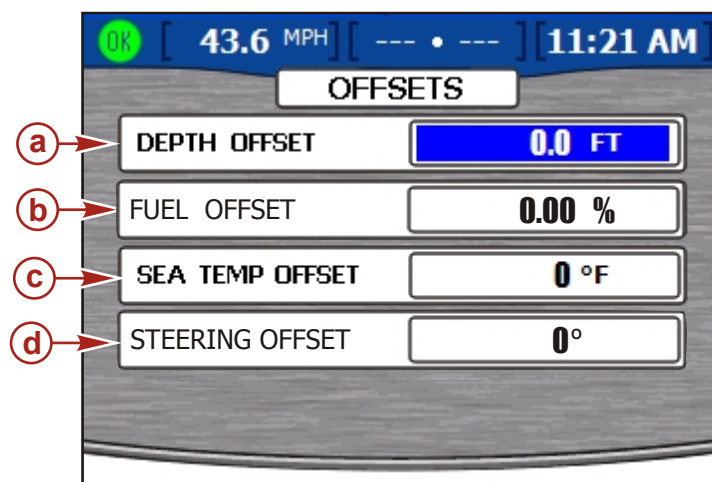 OK [ 43.6 MPH ][ --- • --- ][ 11:21 AM ]
OFFSETS
a DEPTH OFFSET 0.0 FT
b FUEL OFFSET 0.00 %
c SEA TEMP OFFSET 0 °F
d STEERING OFFSET 0°